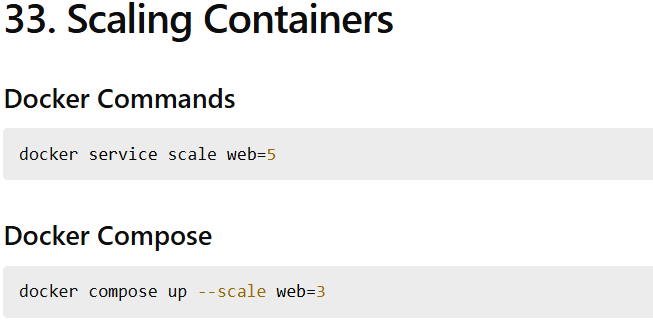 33. Scaling Containers
Docker Commands
docker service scale web=5
Docker Compose
docker compose up --scale web=3